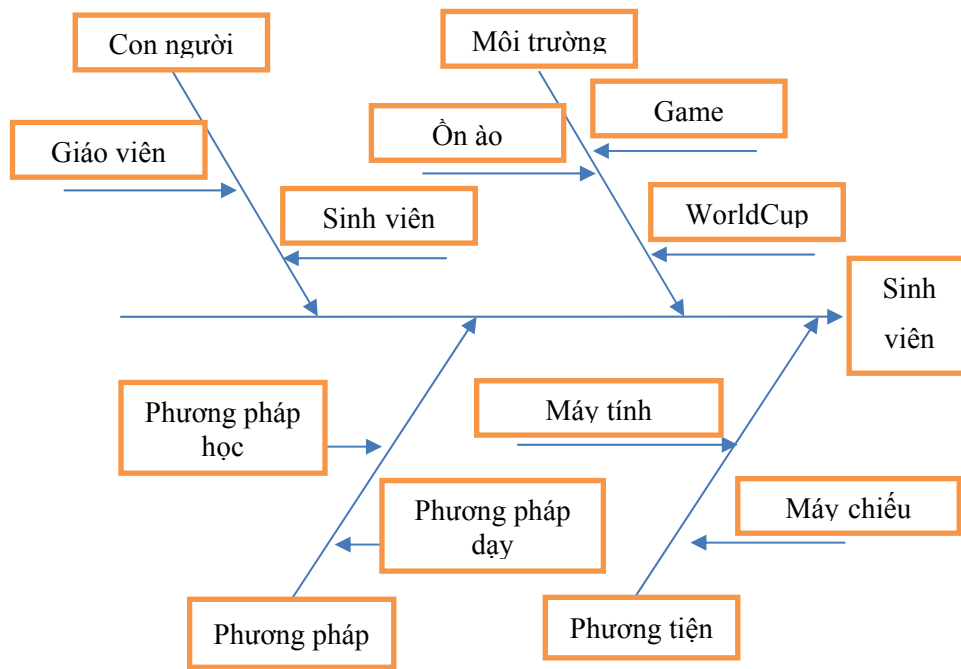 Con người
Môi trường
Game
Ồn ào
Giáo viên
Sinh viên
WorldCup
Sinh
viên
Phương pháp
học
Máy tính
Phương pháp
dạy
Máy chiếu
Phương pháp
Phương tiện